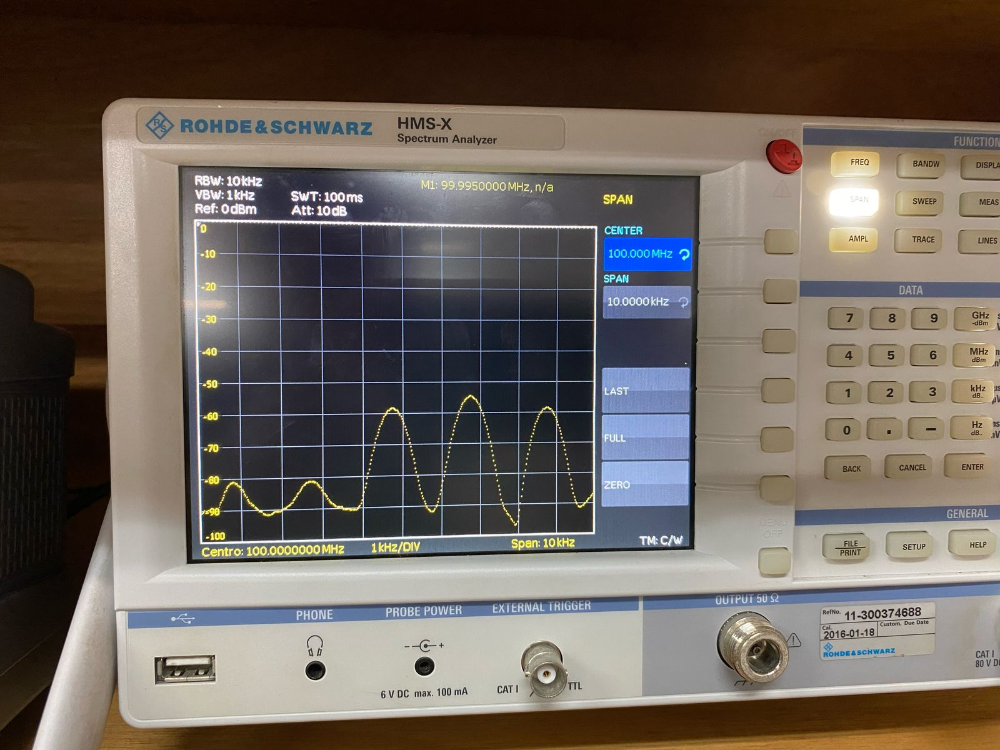 ROHDE & SCHWARZ HMS-X
Spectrum Analyzer
RBW: 10 kHz
VBW: 1 kHz SWT: 100 ms
Ref: 0 dBm Att: 10 dB
M1: 99.9950000 MHz, n/a
SPAN
CENTER
100.000 MHz
SPAN
10.0000 kHz
LAST
FULL
ZERO
TM: C/W
0
-10
-20
-30
-40
-50
-60
-70
-80
-90
-100
Centro: 100.0000000 MHz 1 kHz/DIV Span: 10 kHz
ON/OFF
MENU
OFF
FUNCTION
FREQ BANDW
SPAN SWEEP MEAS
AMPL TRACE LINES
DATA
7 8 9 GHz
-dBm
4 5 6 MHz
dBm
1 2 3 kHz
dB..
0 . − Hz
dB..
BACK CANCEL ENTER
GENERAL
FILE
PRINT
SETUP HELP
PHONE PROBE POWER EXTERNAL TRIGGER
− +
6 V DC max. 100 mA CAT I TTL
OUTPUT 50 Ω
RefNo. 11-300374688
Cal. Custom. Due Date
2016-01-18
ROHDE & SCHWARZ
CAT I
80 V